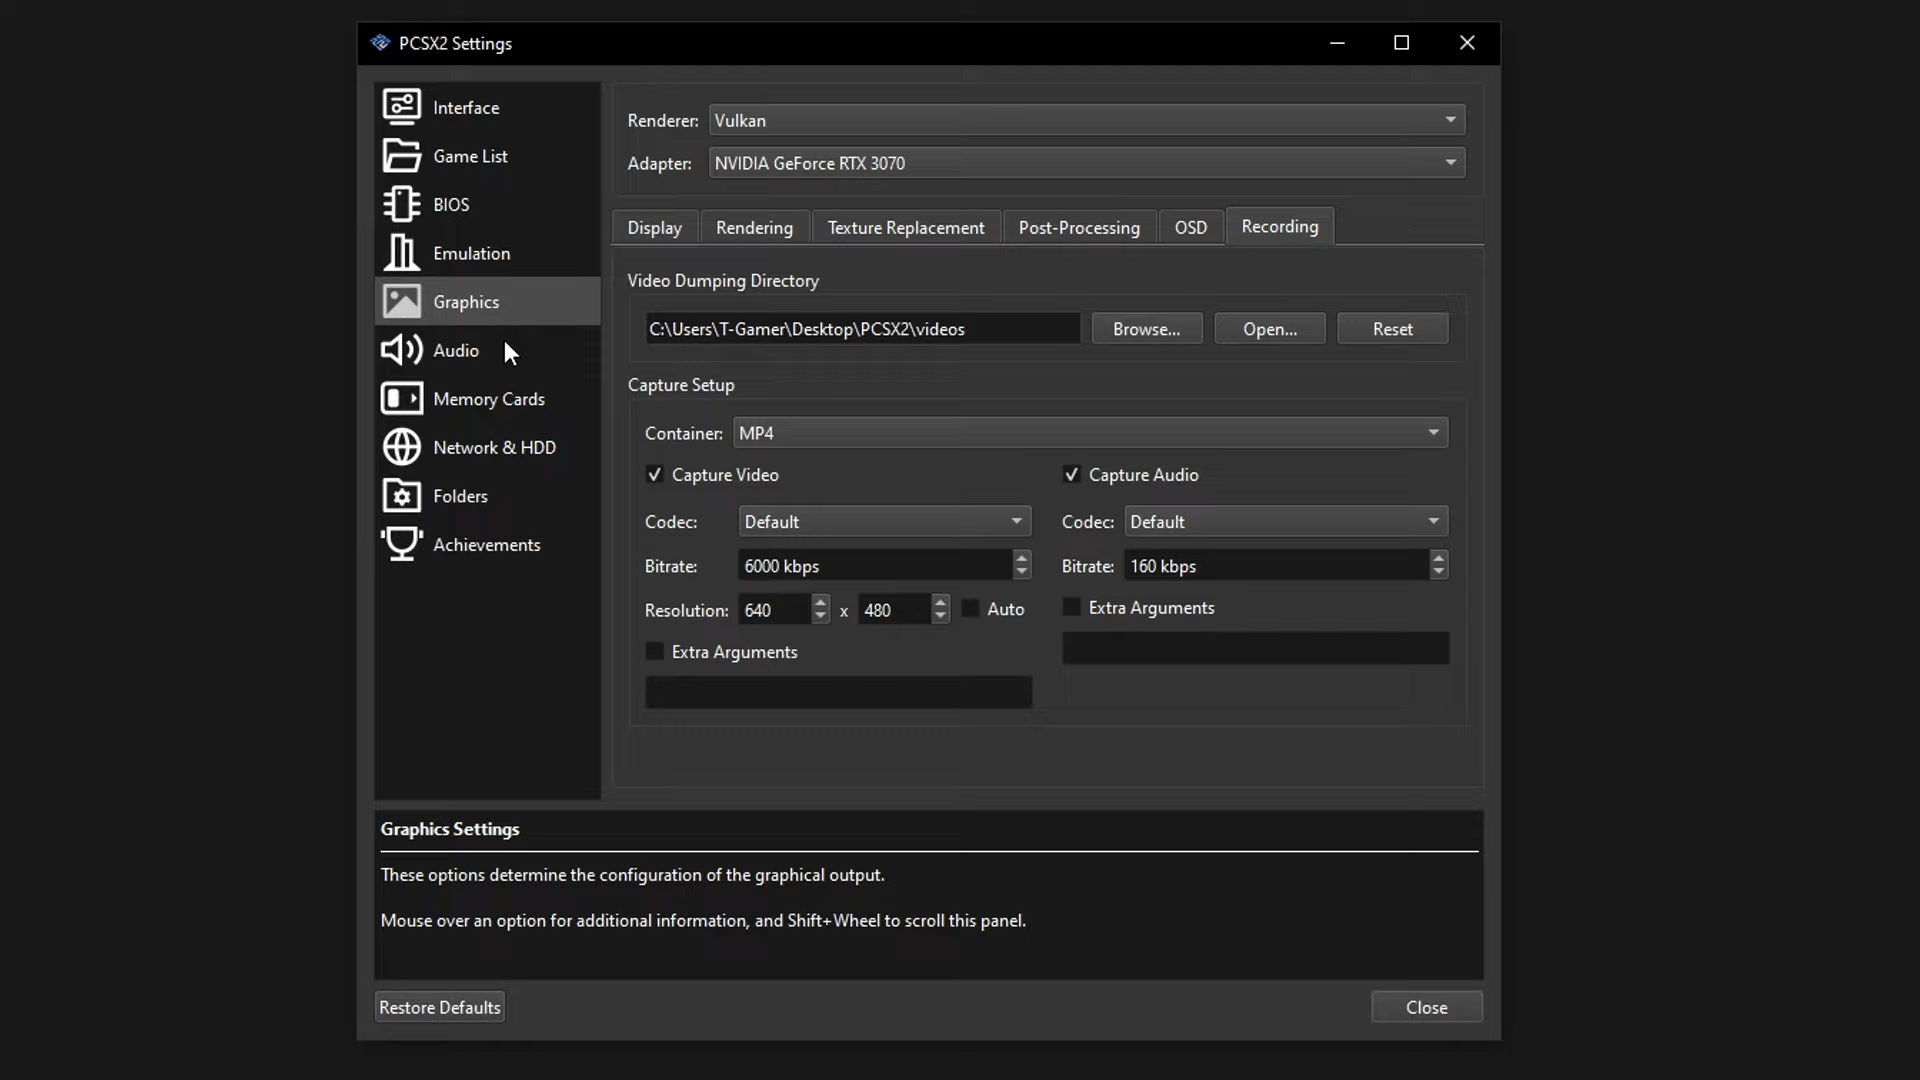 PCSX2 Settings
Interface
Game List
BIOS
Emulation
Graphics
Audio
Memory Cards
Network & HDD
Folders
Achievements
Renderer: Vulkan
Adapter: NVIDIA GeForce RTX 3070
Display Rendering Texture Replacement Post-Processing OSD Recording
Video Dumping Directory
C:\Users\T-Gamer\Desktop\PCSX2\videos Browse... Open... Reset
Capture Setup
Container: MP4
Capture Video Capture Audio
Codec: Default Codec: Default
Bitrate: 6000 kbps Bitrate: 160 kbps
Resolution: 640 x 480 Auto Extra Arguments
Extra Arguments
Graphics Settings
These options determine the configuration of the graphical output.
Mouse over an option for additional information, and Shift+Wheel to scroll this panel.
Restore Defaults Close